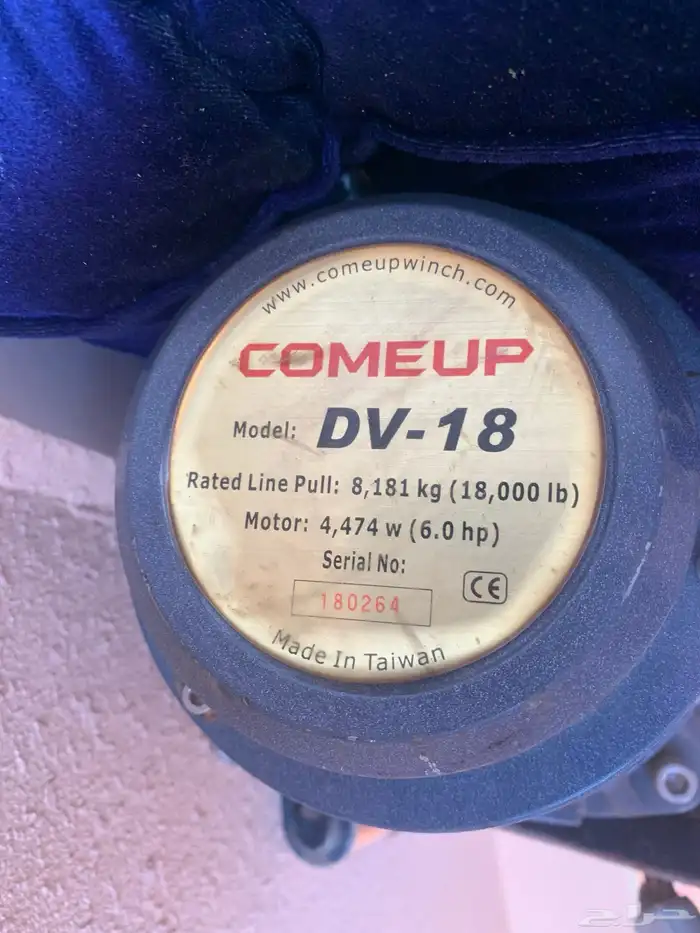 www.comeupwinch.com
COMEUP
Model: DV-18
Rated Line Pull: 8,181 kg (18,000 lb)
Motor: 4,474 w (6.0 hp)
Serial No:
CE
180264
Made In Taiwan
حراج